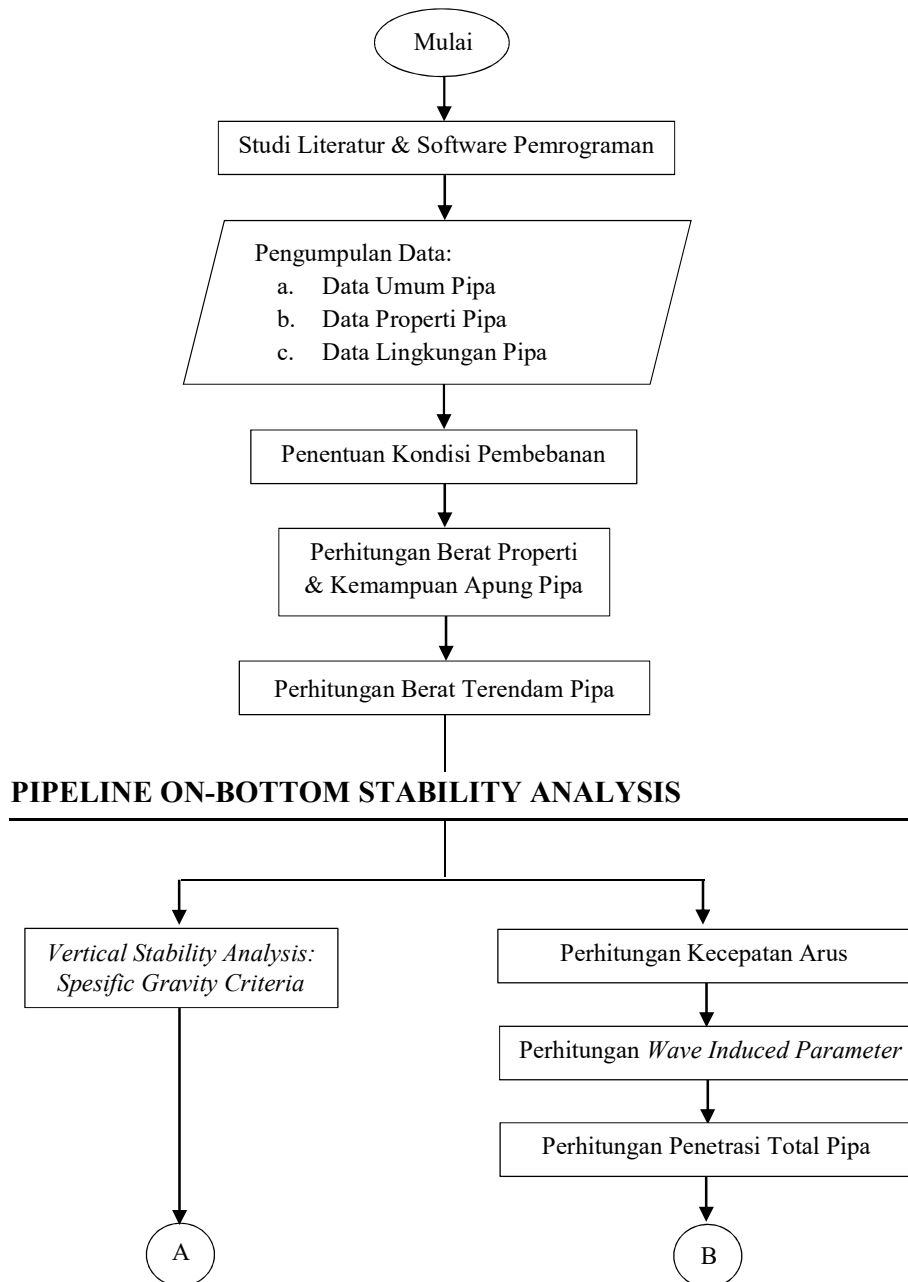 Mulai
Studi Literatur & Software Pemrograman
Pengumpulan Data:
a. Data Umum Pipa
b. Data Properti Pipa
c. Data Lingkungan Pipa
Penentuan Kondisi Pembebanan
Perhitungan Berat Properti
& Kemampuan Apung Pipa
Perhitungan Berat Terendam Pipa
PIPELINE ON-BOTTOM STABILITY ANALYSIS
Vertical Stability Analysis:
Spesific Gravity Criteria
Perhitungan Kecepatan Arus
Perhitungan Wave Induced Parameter
Perhitungan Penetrasi Total Pipa
A
B